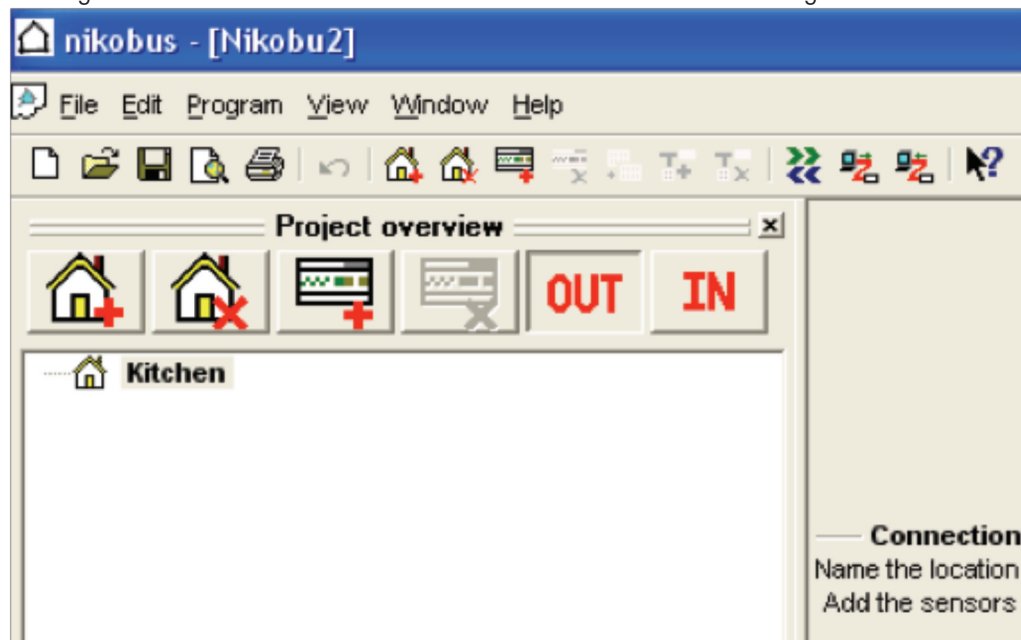 nikobus - [Nikobu2]
File Edit Program View Window Help
Project overview
OUT IN
Kitchen
Connection
Name the location
Add the sensors